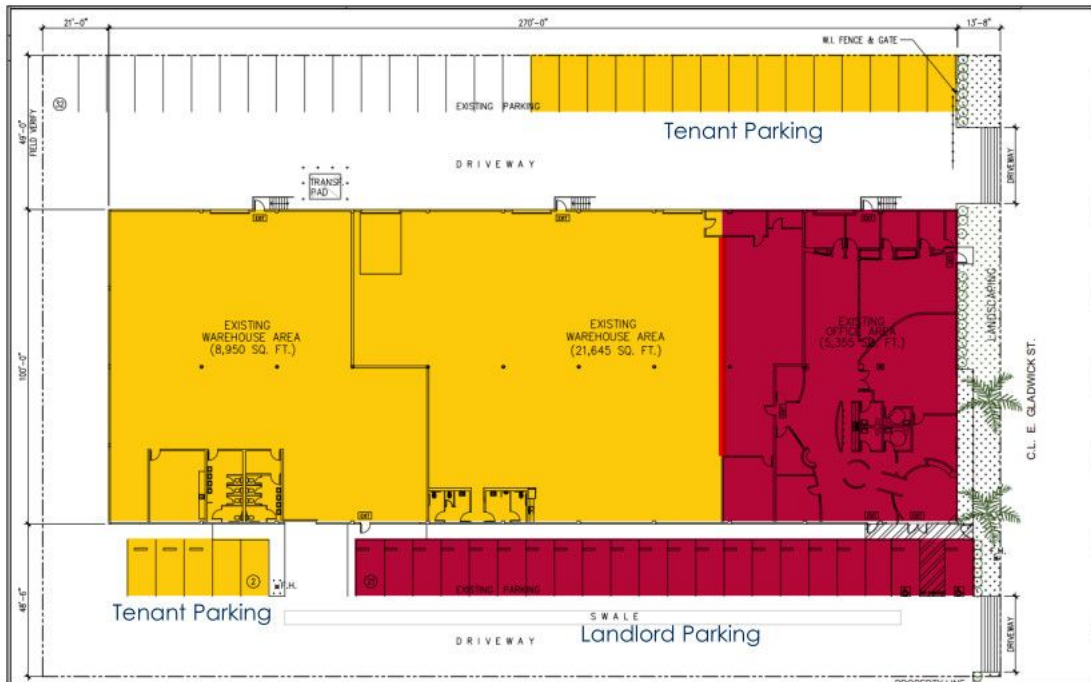 21'-0"
270'-0"
13'-8"
W.I. FENCE & GATE
32
EXISTING PARKING
Tenant Parking
49'-0"
FIELD VERIFY
DRIVEWAY
DRIVEWAY
TRANSF.
PAD
EXIT
EXIT
EXIT
LANDSCAPING
EXISTING
WAREHOUSE AREA
(8,950 SQ. FT.)
EXISTING
WAREHOUSE AREA
(21,645 SQ. FT.)
EXISTING
OFFICE AREA
(5,355 SQ. FT.)
100'-0"
C.L. E. GLADWICK ST.
EXIT
2
F.H.
21
EXISTING PARKING
F.H.
48'-6"
Tenant Parking
SWALE
Landlord Parking
DRIVEWAY
DRIVEWAY
PROPERTY LINE